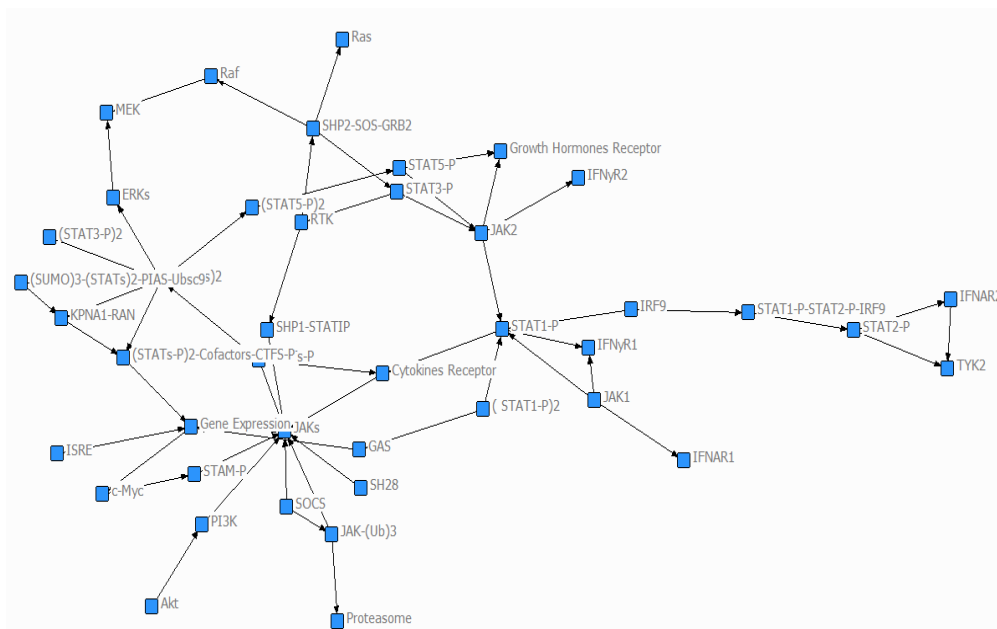 Ras
Raf
MEK
SHP2-SOS-GRB2
Growth Hormones Receptor
STAT5-P
IFNyR2
STAT3-P
ERKs
(STAT5-P)2
RTK
JAK2
(STAT3-P)2
(SUMO)3-(STATs)2-PIAS-Ubsc9
s)2
KPNA1-RAN
IFNAR2
IRF9
STAT1-P-STAT2-P-IRF9
STAT2-P
SHP1-STATIP
STAT1-P
IFNyR1
(STATs-P)2-Cofactors-CTFS-P
s-P
Cytokines Receptor
TYK2
JAK1
( STAT1-P)2
Gene Expression
JAKs
ISRE
GAS
IFNAR1
STAM-P
c-Myc
SH28
SOCS
PI3K
JAK-(Ub)3
Akt
Proteasome